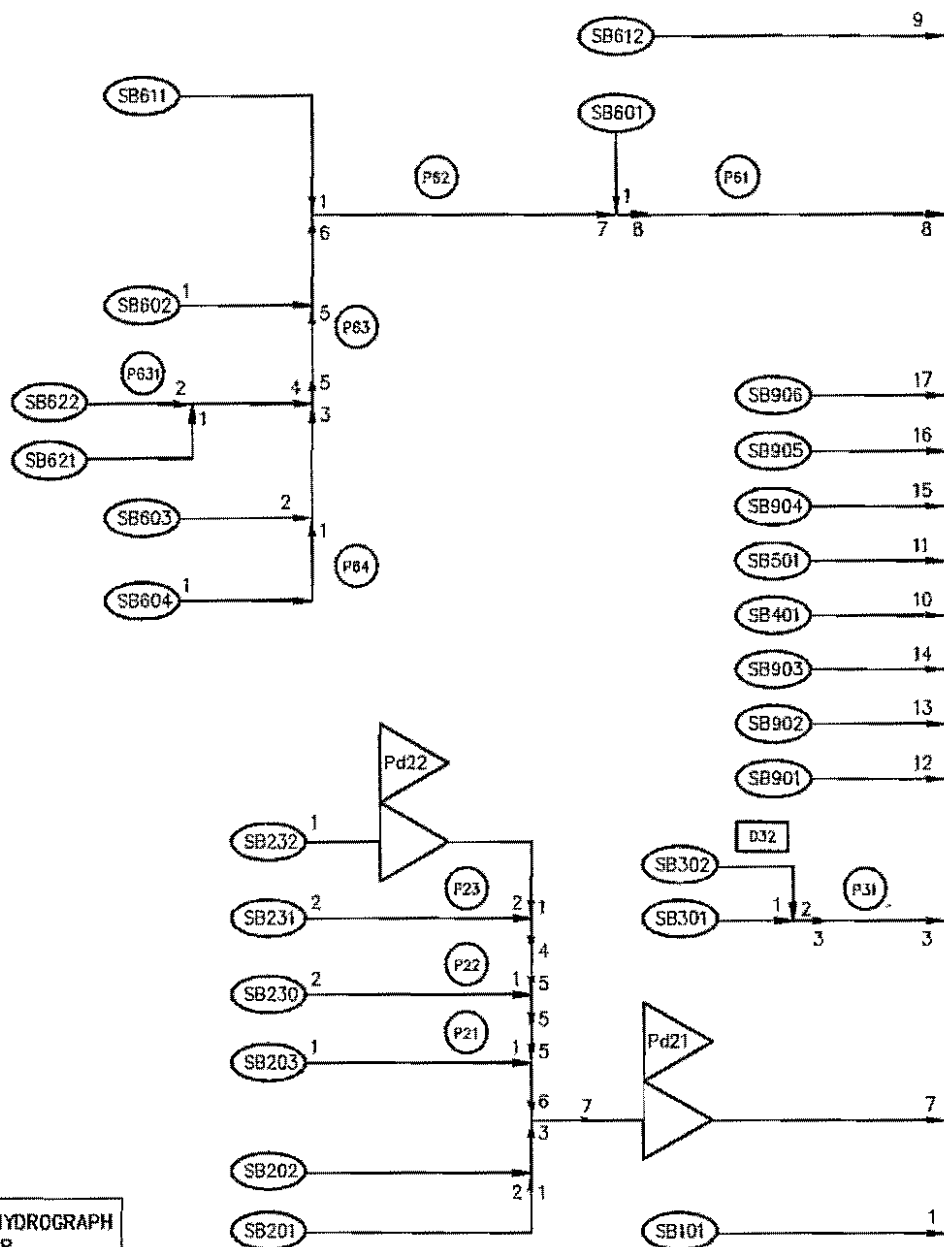 9
SB612
SB611
SB601
P62
P61
1
1
6
7
8
8
1
SB602
5
P63
P631
5
2
4
SB622
1
3
SB621
17
SB906
16
SB905
15
SB904
11
SB501
10
SB401
14
SB903
13
SB902
12
SB901
2
SB603
1
P64
1
SB604
Pd22
1
SB232
D32
SB302
P31
2
P23
2
1
SB231
1
2
SB301
3
3
4
2
P22
1
5
SB230
5
1
P21
1
5
SB203
Pd21
6
7
7
3
SB202
2
1
SB201
SB101
1
HYDROGRAPH